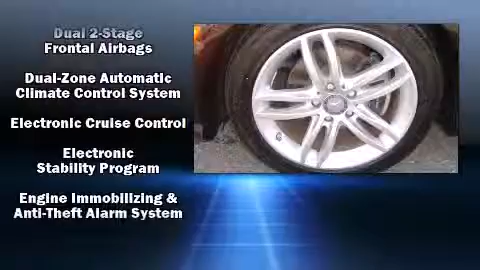 Dual 2-Stage
Frontal Airbags
Dual-Zone Automatic
Climate Control System
Electronic Cruise Control
Electronic
Stability Program
Engine Immobilizing &
Anti-Theft Alarm System